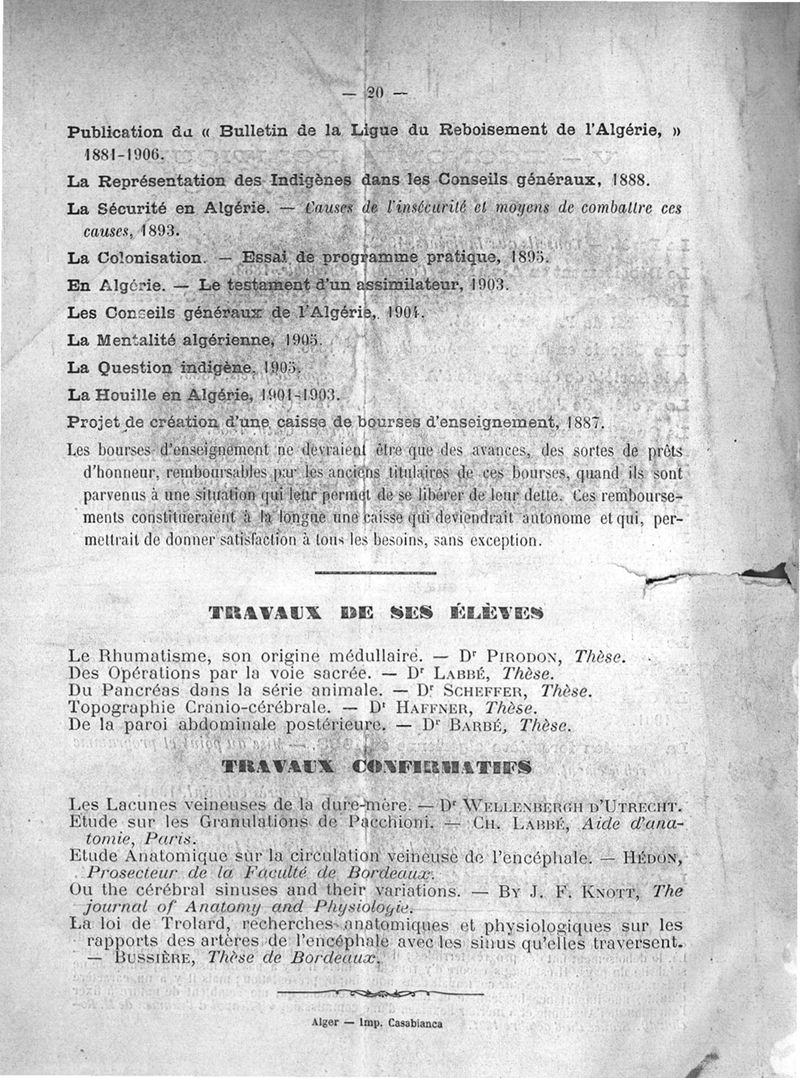 — 20 —
Publication du « Bulletin de la Ligue du Reboisement de l'Algérie, »
1881-1906.
La Représentation des Indigènes dans les Conseils généraux, 1888.
La Sécurité en Algérie. — Causes de l'insécurité et moyens de combattre ces
causes, 1893.
La Colonisation. — Essai de programme pratique, 1895.
En Algérie. — Le testament d'un assimilateur, 1903.
Les Conseils généraux de l'Algérie, 1904.
La Mentalité algérienne, 1905.
La Question indigène, 1905.
La Houille en Algérie, 1901-1903.
Projet de création d'une caisse de bourses d'enseignement, 1887.
Les bourses d'enseignement ne devraient être que des avances, des sortes de prêts
d'honneur, remboursables par les anciens titulaires de ces bourses, quand ils sont
parvenus à une situation qui leur permet de se libérer de leur dette. Ces rembourse-
ments constitueraient à la longue une caisse qui deviendrait autonome et qui, per-
mettrait de donner satisfaction à tous les besoins, sans exception.
TRAVAUX DE SES ÉLÈVES
Le Rhumatisme, son origine médullaire. — Dr PIRODON, Thèse.
Des Opérations par la voie sacrée. — Dr LABBÉ, Thèse.
Du Pancréas dans la série animale. — Dr SCHEFFER, Thèse.
Topographie Cranio-cérébrale. — Dr HAFFNER, Thèse.
De la paroi abdominale postérieure. — Dr BARBÉ, Thèse.
TRAVAUX CONFIRMATIFS
Les Lacunes veineuses de la dure-mère. — Dr WELLENBERGH D'UTRECHT.
Etude sur les Granulations de Pacchioni. — CH. LABBÉ, Aide d'ana-
tomie, Paris.
Etude Anatomique sur la circulation veineuse de l'encéphale. — HÉDON,
Prosecteur de la Faculté de Bordeaux.
Ou the cérébral sinuses and their variations. — BY J. F. KNOTT, The
journal of Anatomy and Physiologie.
La loi de Trolard, recherches anatomiques et physiologiques sur les
rapports des artères de l'encéphale avec les sinus qu'elles traversent.
— BUSSIÈRE, Thèse de Bordeaux.
Alger — Imp. Casabianca